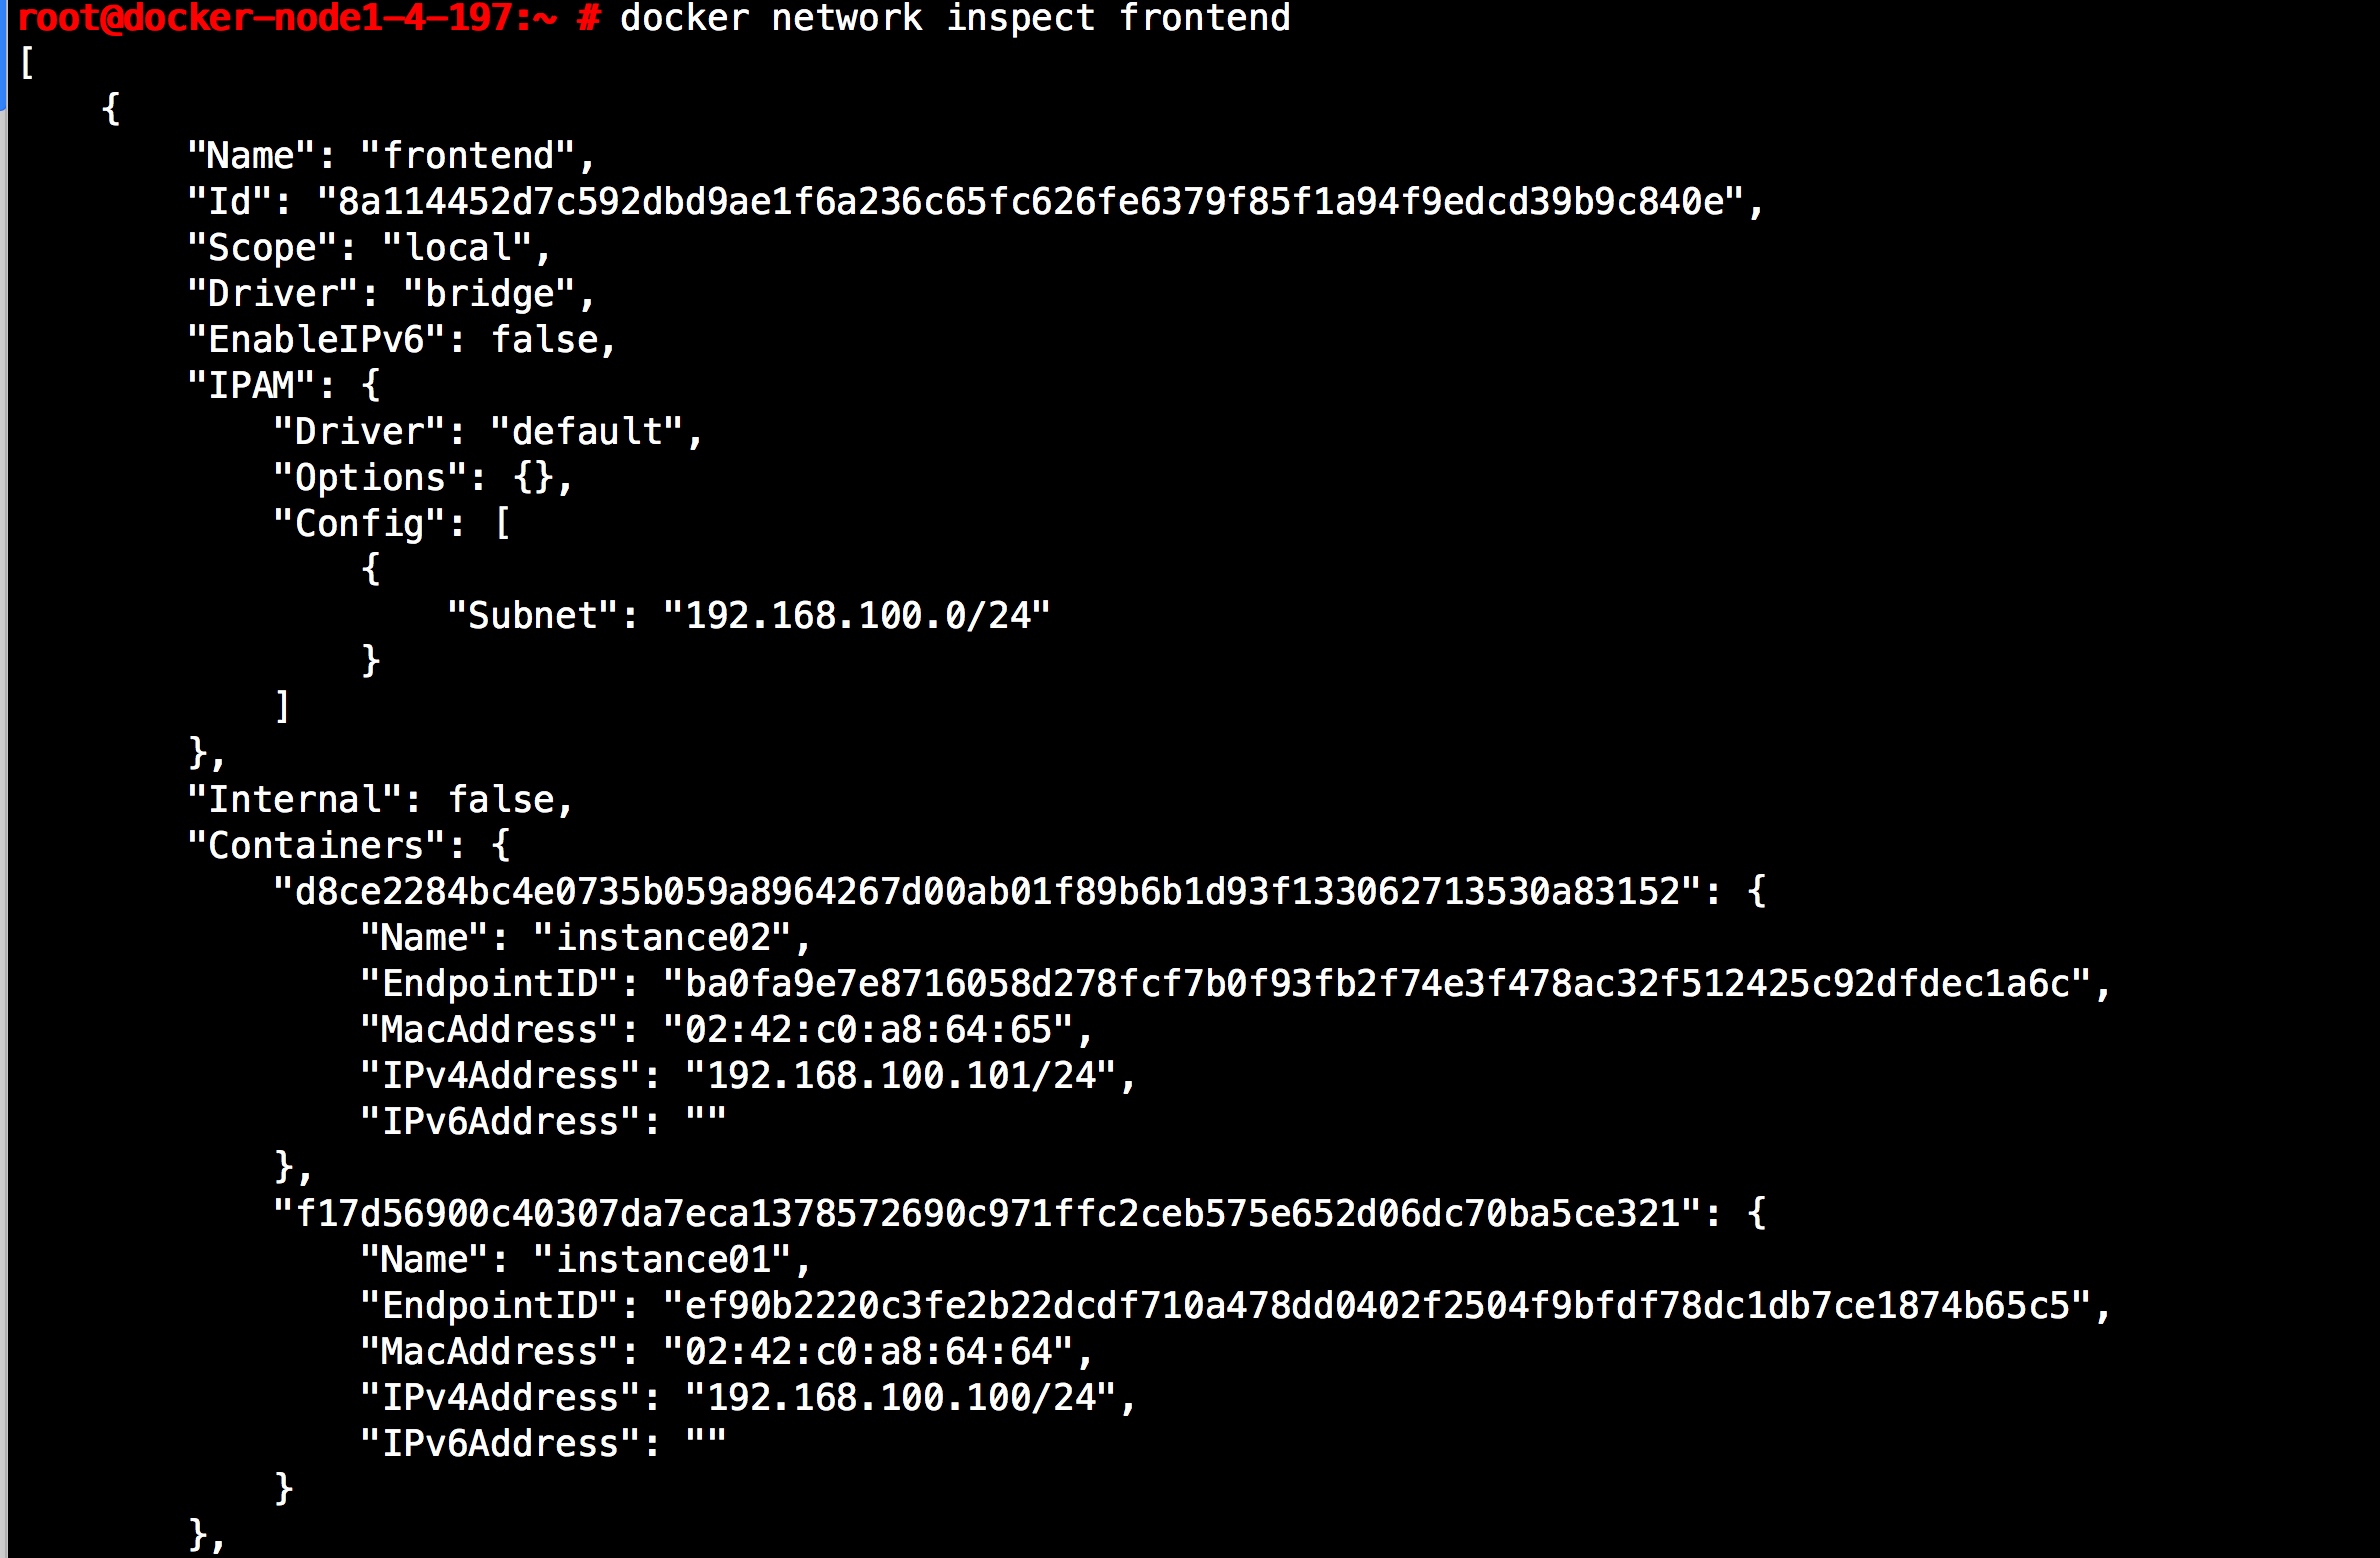 root@docker-node1-4-197:~ # docker network inspect frontend
[
    {
        "Name": "frontend",
        "Id": "8a114452d7c592dbd9ae1f6a236c65fc626fe6379f85f1a94f9edcd39b9c840e",
        "Scope": "local",
        "Driver": "bridge",
        "EnableIPv6": false,
        "IPAM": {
            "Driver": "default",
            "Options": {},
            "Config": [
                {
                    "Subnet": "192.168.100.0/24"
                }
            ]
        },
        "Internal": false,
        "Containers": {
            "d8ce2284bc4e0735b059a8964267d00ab01f89b6b1d93f133062713530a83152": {
                "Name": "instance02",
                "EndpointID": "ba0fa9e7e8716058d278fcf7b0f93fb2f74e3f478ac32f512425c92dfdec1a6c",
                "MacAddress": "02:42:c0:a8:64:65",
                "IPv4Address": "192.168.100.101/24",
                "IPv6Address": ""
            },
            "f17d56900c40307da7eca1378572690c971ffc2ceb575e652d06dc70ba5ce321": {
                "Name": "instance01",
                "EndpointID": "ef90b2220c3fe2b22dcdf710a478dd0402f2504f9bfdf78dc1db7ce1874b65c5",
                "MacAddress": "02:42:c0:a8:64:64",
                "IPv4Address": "192.168.100.100/24",
                "IPv6Address": ""
            }
        },